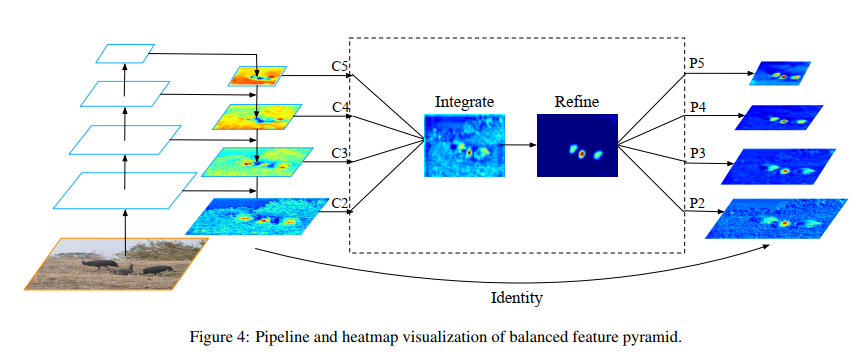 C5
C4
C3
C2
Integrate
Refine
P5
P4
P3
P2
Identity
Figure 4: Pipeline and heatmap visualization of balanced feature pyramid.